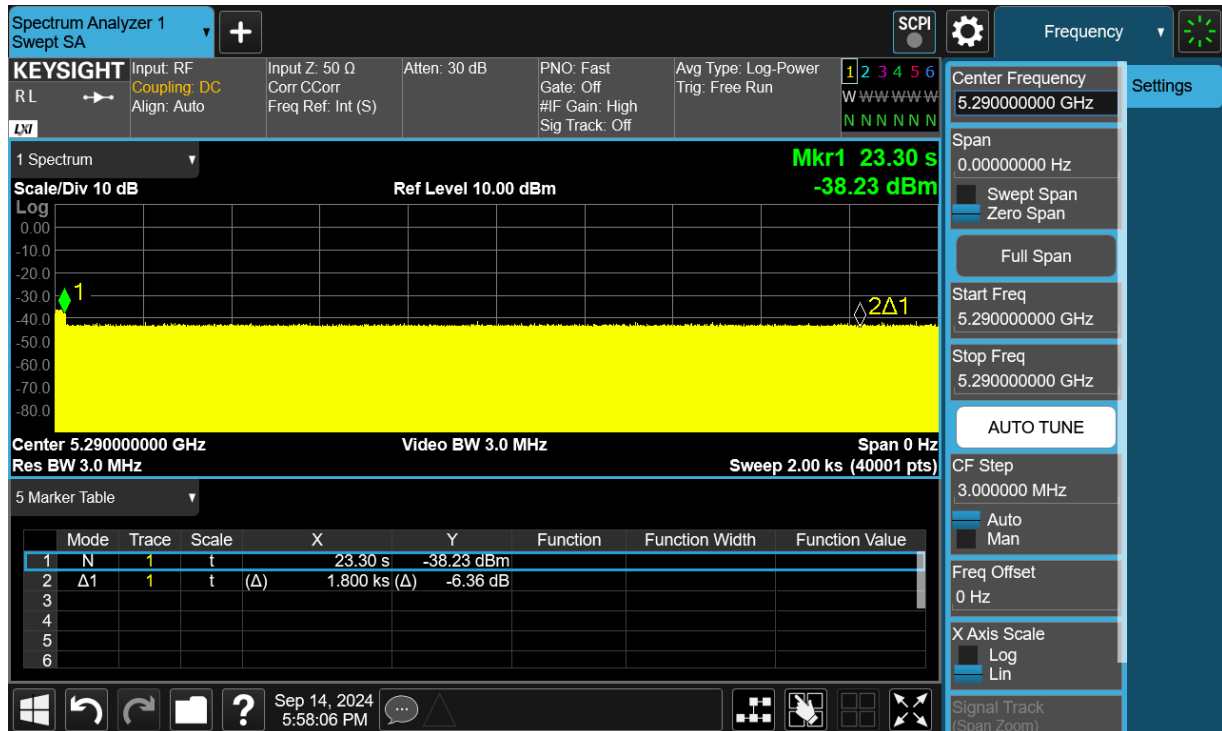 Spectrum Analyzer 1
Swept SA
+
SCPI
Frequency
KEYSIGHT
R L
LXI
Input: RF
Coupling: DC
Align: Auto
Input Z: 50 Ω
Corr CCorr
Freq Ref: Int (S)
Atten: 30 dB
PNO: Fast
Gate: Off
#IF Gain: High
Sig Track: Off
Avg Type: Log-Power
Trig: Free Run
1 2 3 4 5 6
W W W W W W
N N N N N N
1 Spectrum
Mkr1 23.30 s
-38.23 dBm
Scale/Div 10 dB
Ref Level 10.00 dBm
Log
0.00
-10.0
-20.0
-30.0
-40.0
-50.0
-60.0
-70.0
-80.0
1
2Δ1
Center 5.290000000 GHz
Video BW 3.0 MHz
Span 0 Hz
Res BW 3.0 MHz
Sweep 2.00 ks (40001 pts)
5 Marker Table
Mode Trace Scale X Y Function Function Width Function Value
1 N 1 t 23.30 s -38.23 dBm
2 Δ1 1 t (Δ) 1.800 ks (Δ) -6.36 dB
3
4
5
6
Sep 14, 2024
5:58:06 PM
?
Center Frequency
5.290000000 GHz
Settings
Span
0.00000000 Hz
Swept Span
Zero Span
Full Span
Start Freq
5.290000000 GHz
Stop Freq
5.290000000 GHz
AUTO TUNE
CF Step
3.000000 MHz
Auto
Man
Freq Offset
0 Hz
X Axis Scale
Log
Lin
Signal Track
(Span Zoom)